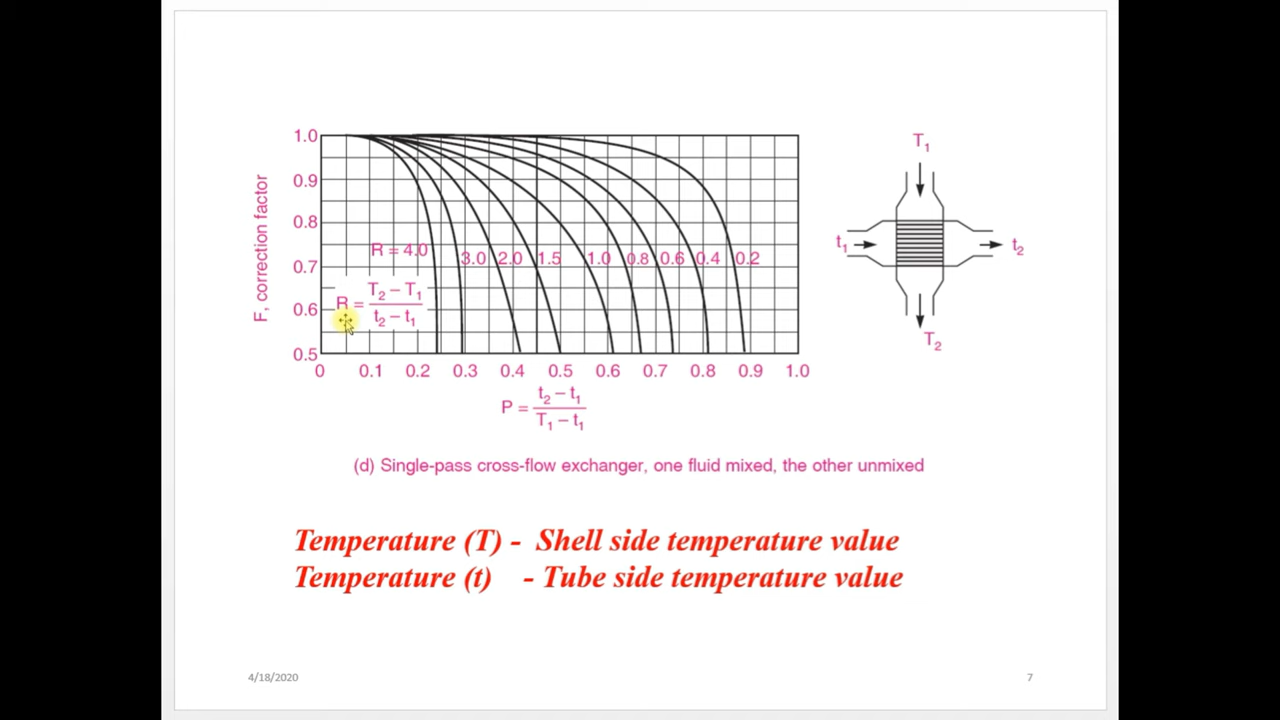 1.0
0.9
0.8
0.7
0.6
0.5
F, correction factor
R = 4.0
3.0 2.0 1.5 1.0 0.8 0.6 0.4 0.2
R = T₂ – T₁ / t₂ – t₁
0 0.1 0.2 0.3 0.4 0.5 0.6 0.7 0.8 0.9 1.0
P = t₂ – t₁ / T₁ – t₁
T₁
t₁
t₂
T₂
(d) Single-pass cross-flow exchanger, one fluid mixed, the other unmixed
Temperature (T) - Shell side temperature value
Temperature (t) - Tube side temperature value
4/18/2020
7